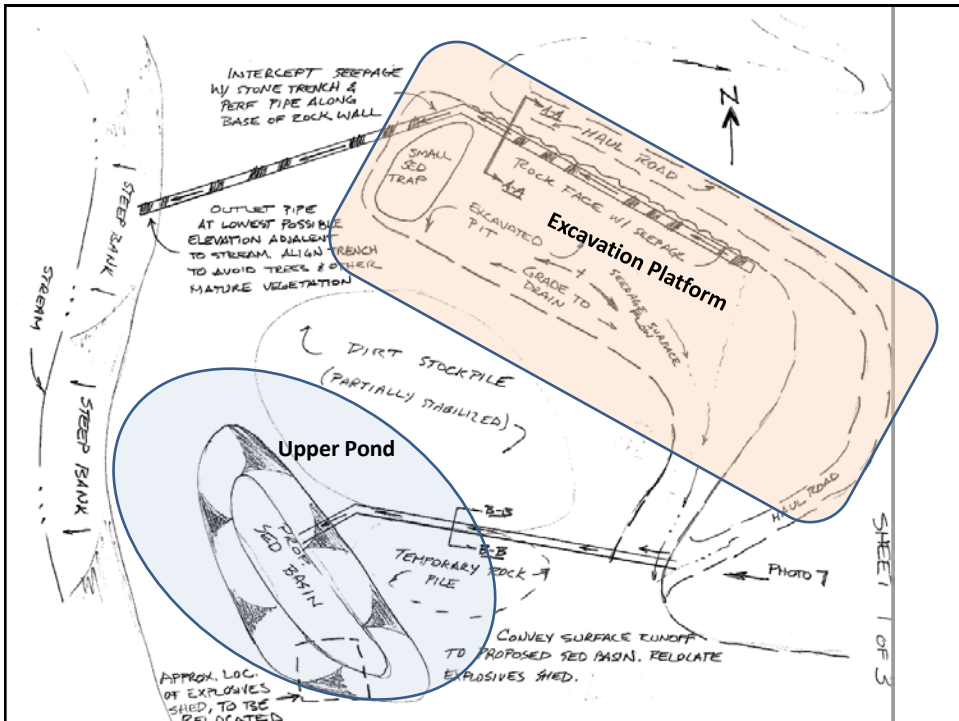 INTERCEPT SEEPAGE
W/ STONE TRENCH &
PERF PIPE ALONG
BASE OF ROCK WALL
A-A
HAUL ROAD
N
SMALL
SED
TRAP
ROCK FACE W/ SEEPAGE
A-A
STEEP BANK
OUTLET PIPE
AT LOWEST POSSIBLE
ELEVATION ADJACENT
TO STREAM. ALIGN TRENCH
TO AVOID TREES & OTHER
MATURE VEGETATION
EXCAVATED
PIT
Excavation Platform
GRADE TO
DRAIN
SEEPAGE SURFACE
FLOW
STREAM
DIRT STOCKPILE
(PARTIALLY STABILIZED)
STEEP BANK
Upper Pond
HAUL ROAD
B-B
B-B
PROP.
SED
BASIN
TEMPORARY ROCK
PILE
PHOTO 7
SHEET 1 OF 3
CONVEY SURFACE RUNOFF
TO PROPOSED SED BASIN. RELOCATE
EXPLOSIVES SHED.
APPROX. LOC.
OF EXPLOSIVES
SHED, TO BE
RELOCATED